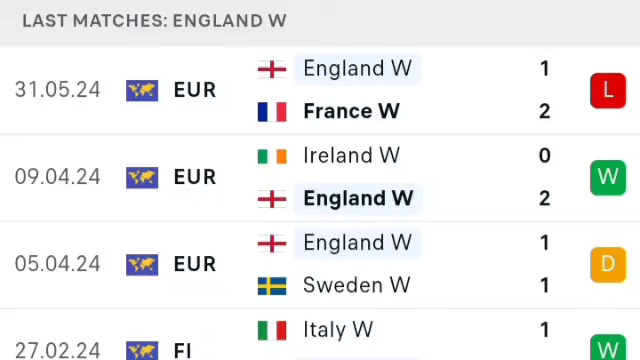 LAST MATCHES: ENGLAND W
31.05.24 EUR England W 1 L
France W 2
09.04.24 EUR Ireland W 0 W
England W 2
05.04.24 EUR England W 1 D
Sweden W 1
27.02.24 FI Italy W 1 W